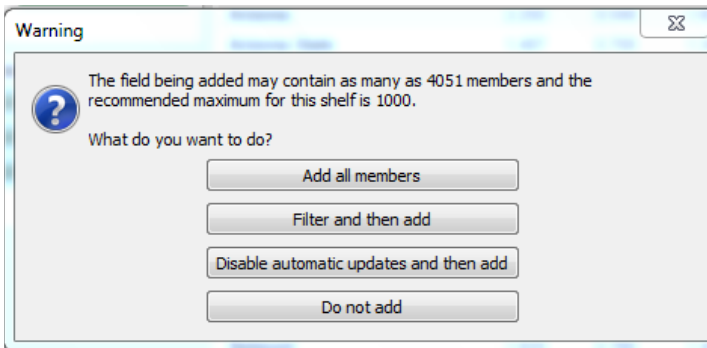 Warning
The field being added may contain as many as 4051 members and the
recommended maximum for this shelf is 1000.
What do you want to do?
Add all members
Filter and then add
Disable automatic updates and then add
Do not add